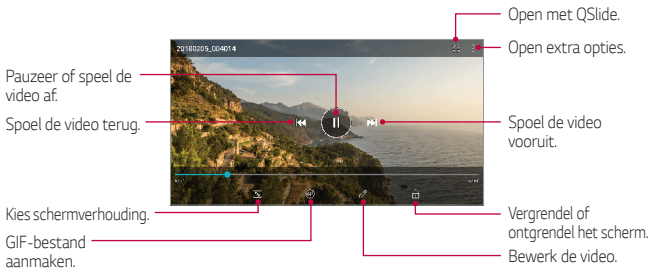 Open met QSlide.
20180205_004014
Open extra opties.
Pauzeer of speel de
video af.
Spoel de video terug.
Spoel de video
vooruit.
Kies schermverhouding.
GIF
Vergrendel of
ontgrendel het scherm.
GIF-bestand
aanmaken.
Bewerk de video.